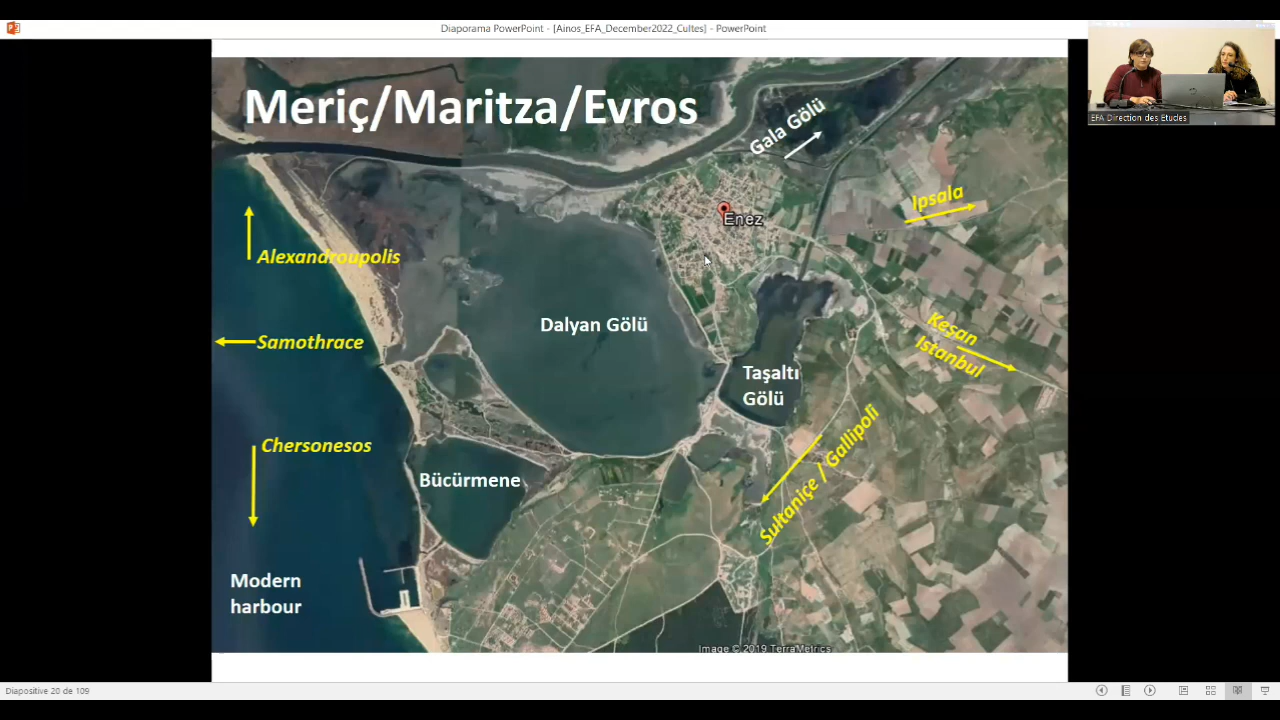 Diaporama PowerPoint - [Ainos_EFA_December2022_Cultes] - PowerPoint
EFA Direction des Etudes
Meriç/Maritza/Evros
Gala Gölü
Ipsala
Enez
Alexandroupolis
Samothrace
Dalyan Gölü
Keşan
Istanbul
Taşaltı
Gölü
Chersonesos
Sultaniçe / Gallipoli
Bücürmene
Modern
harbour
Image © 2019 TerraMetrics
Diapositive 20 de 109